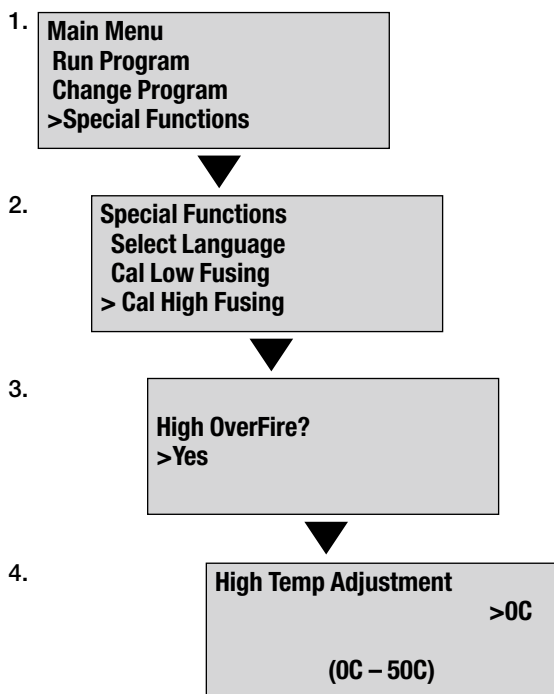 1.
Main Menu
Run Program
Change Program
>Special Functions
2.
Special Functions
Select Language
Cal Low Fusing
> Cal High Fusing
3.
High OverFire?
>Yes
4.
High Temp Adjustment
>0C
(0C – 50C)